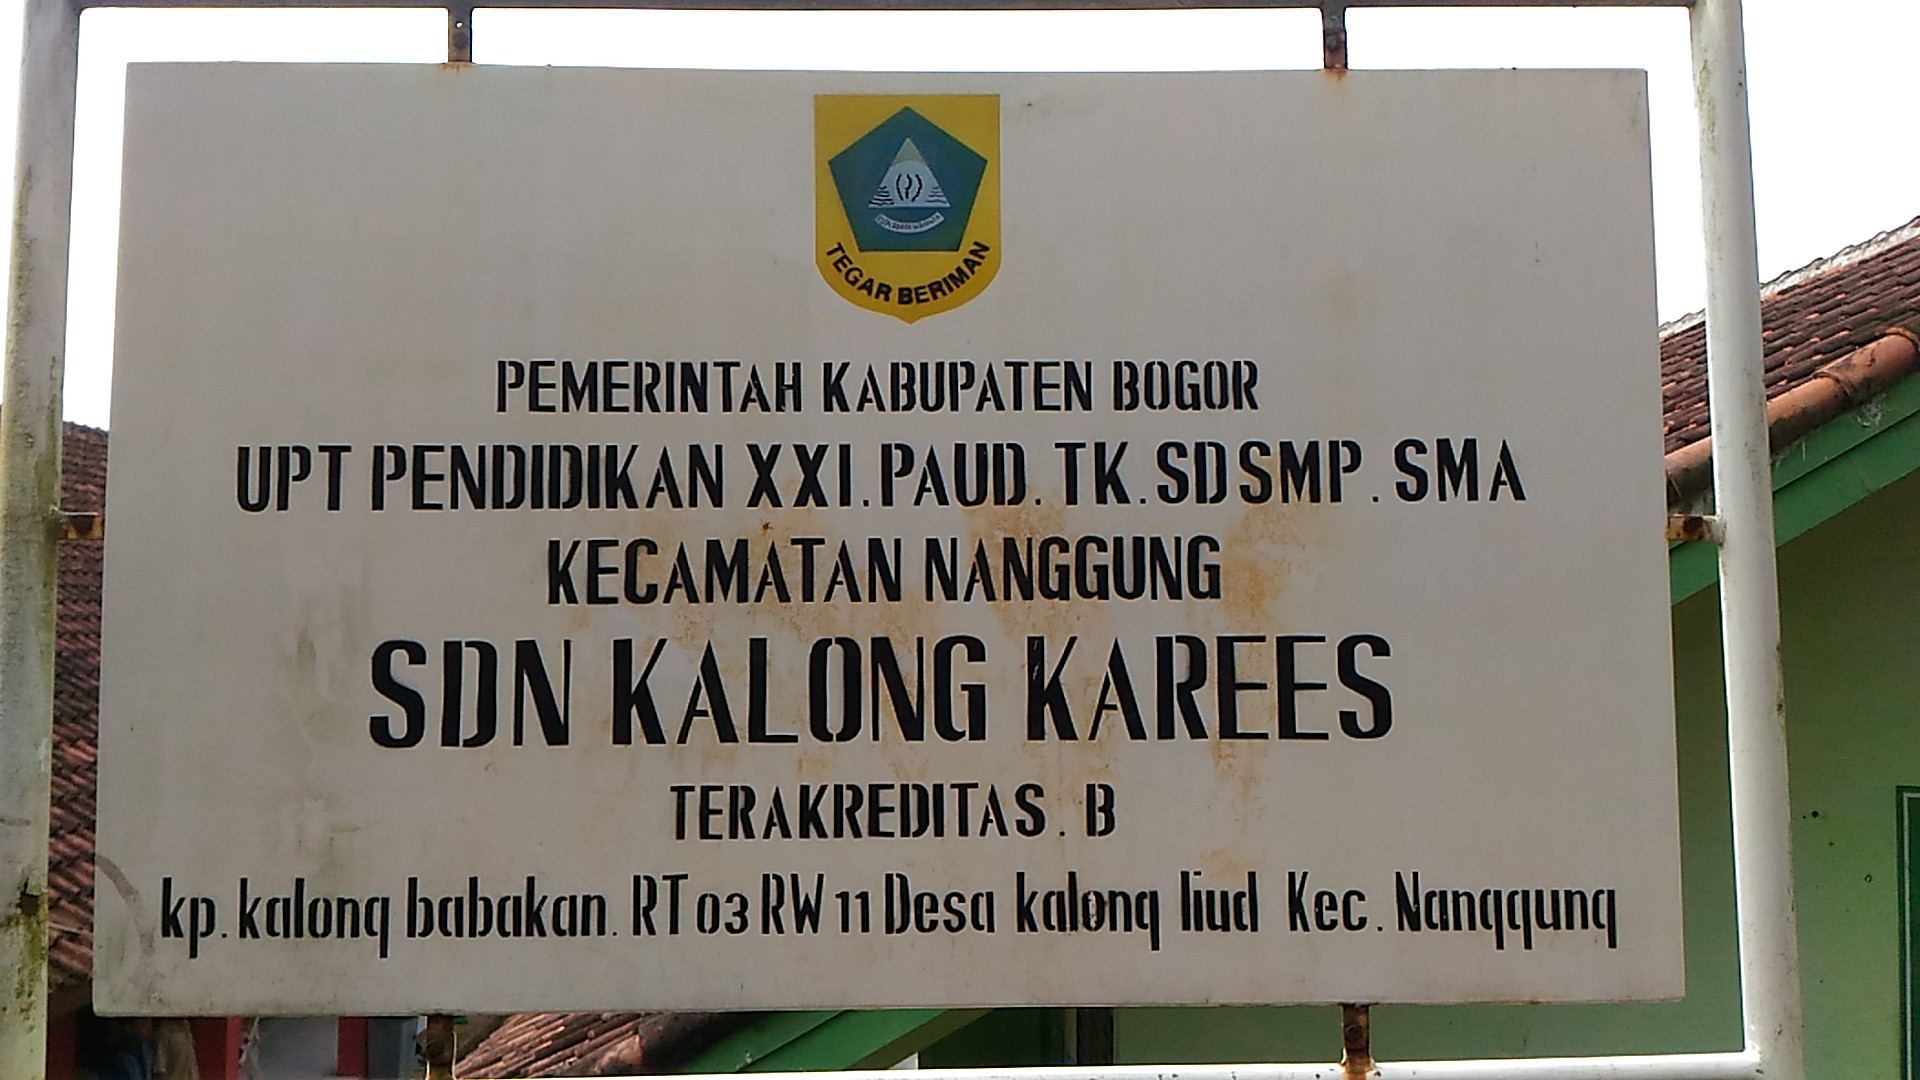 TEGAR BERIMAN
PEMERINTAH KABUPATEN BOGOR
UPT PENDIDIKAN XXI.PAUD.TK.SD SMP.SMA
KECAMATAN NANGGUNG
SDN KALONG KAREES
TERAKREDITAS.B
kp.kalong babakan.RT 03 RW 11 Desa kalong liud Kec.Nanggung